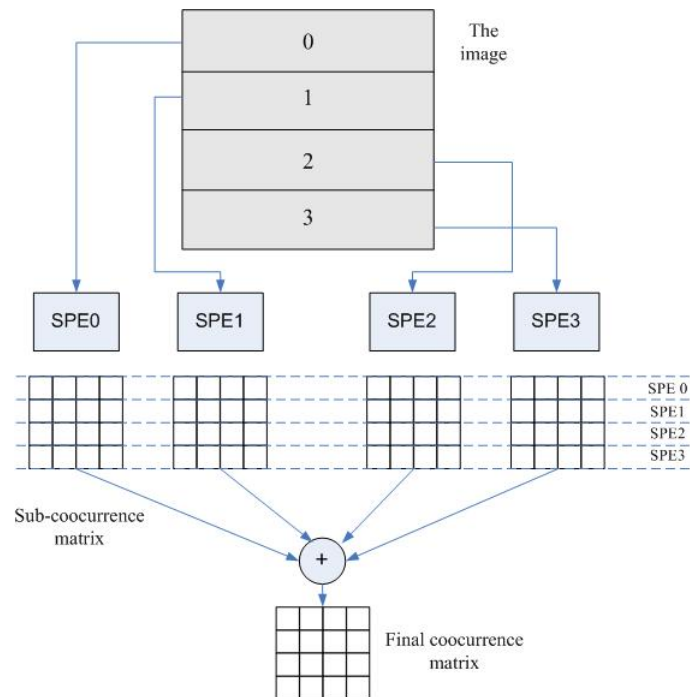 The
image
0
1
2
3
SPE0
SPE1
SPE2
SPE3
SPE 0
SPE1
SPE2
SPE3
Sub-coocurrence
matrix
+
Final coocurrence
matrix